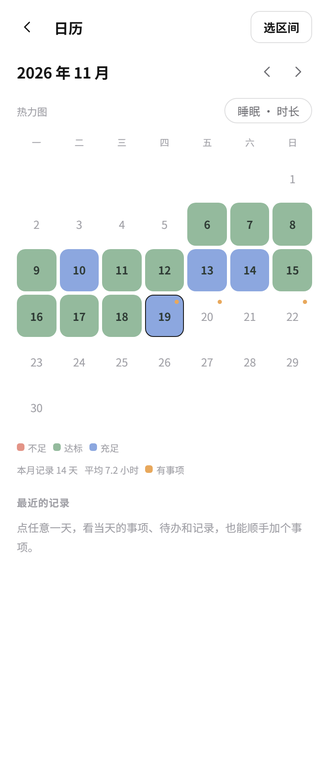 日历
选区间
2026 年 11 月
热力图
睡眠 · 时长
一 二 三 四 五 六 日
1
2 3 4 5 6 7 8
9 10 11 12 13 14 15
16 17 18 19 20 21 22
23 24 25 26 27 28 29
30
不足 达标 充足
本月记录 14 天 平均 7.2 小时 有事项
最近的记录
点任意一天，看当天的事项、待办和记录，也能顺手加个事
项。